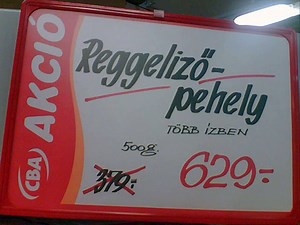 CBA AKCIÓ
Reggeliző-
pehely
TÖBB ÍZBEN
500g.
379.-
629.-